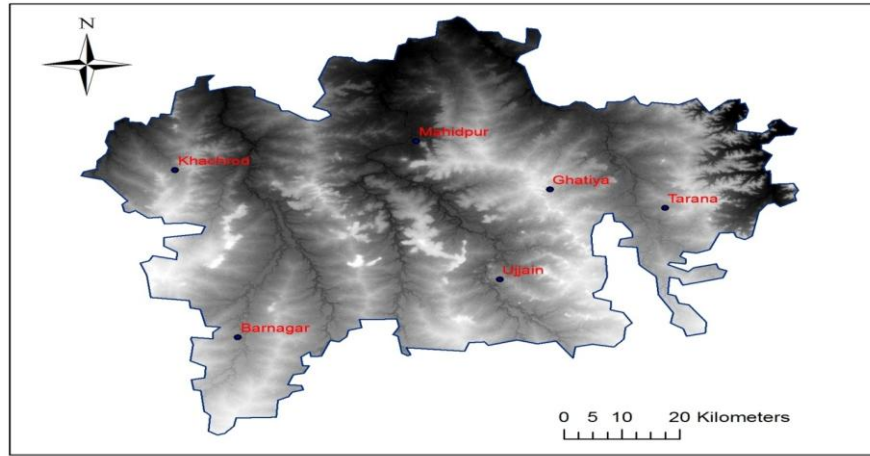 N
Mahidpur
Khachrod
Ghatiya
Tarana
Ujjain
Barnagar
0 5 10 20 Kilometers